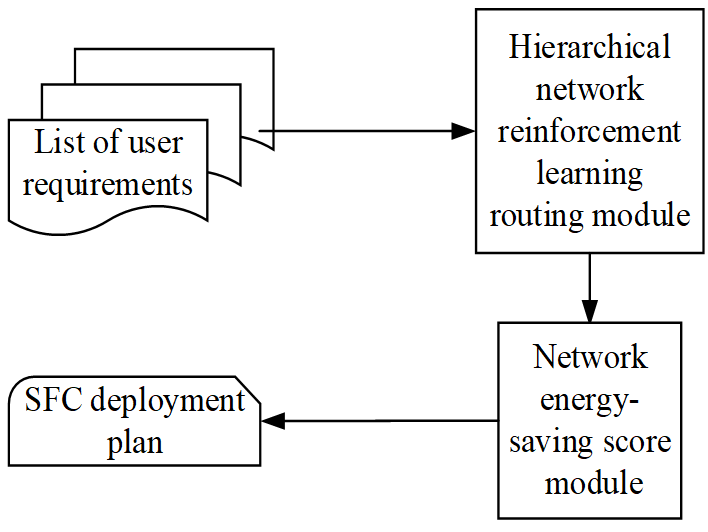 List of user
requirements
Hierarchical
network
reinforcement
learning
routing module
Network
energy-
saving score
module
SFC deployment
plan